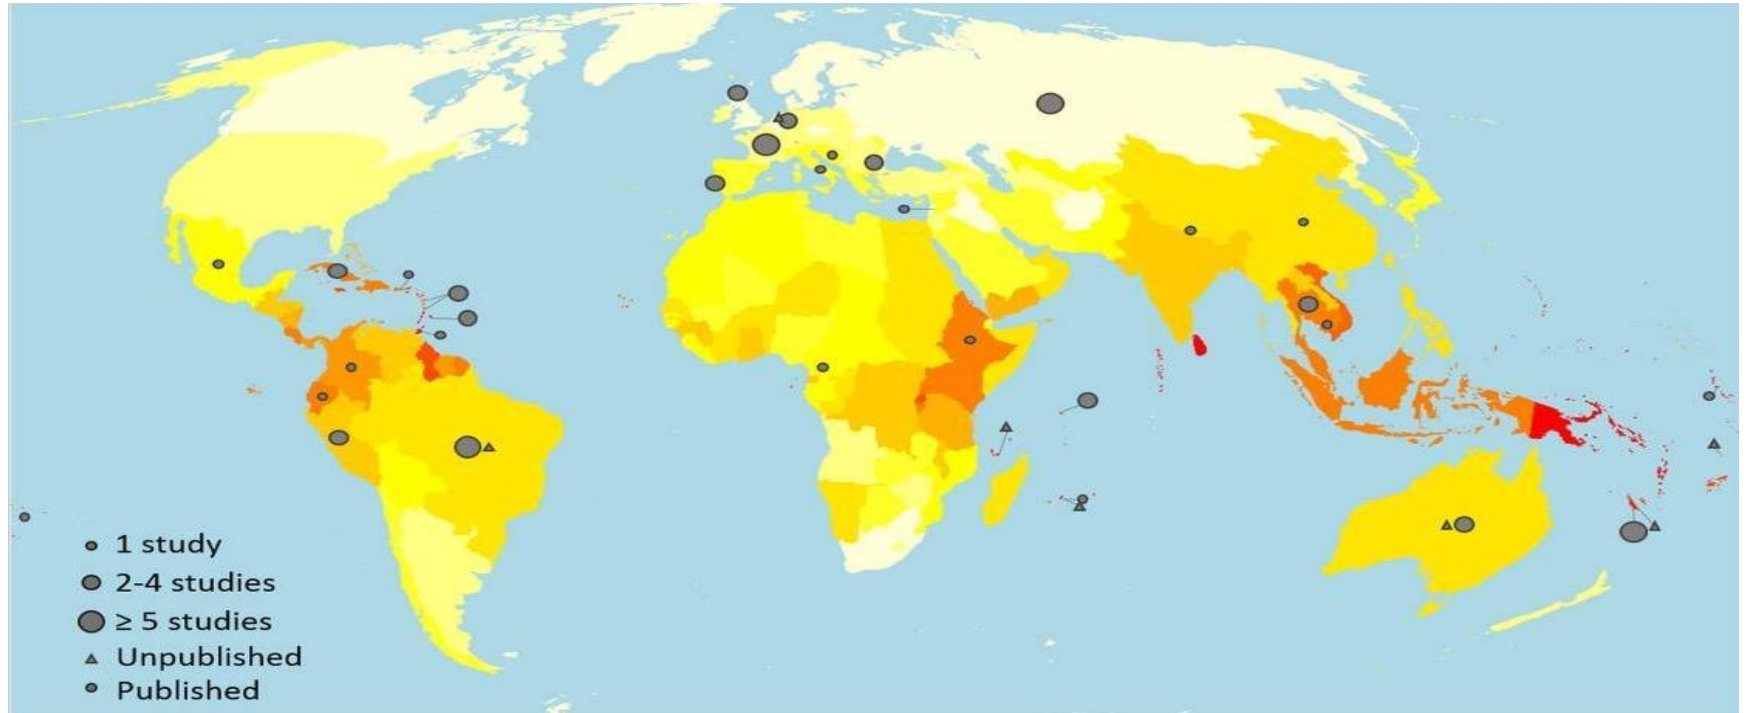 1 study
2-4 studies
≥ 5 studies
Unpublished
Published